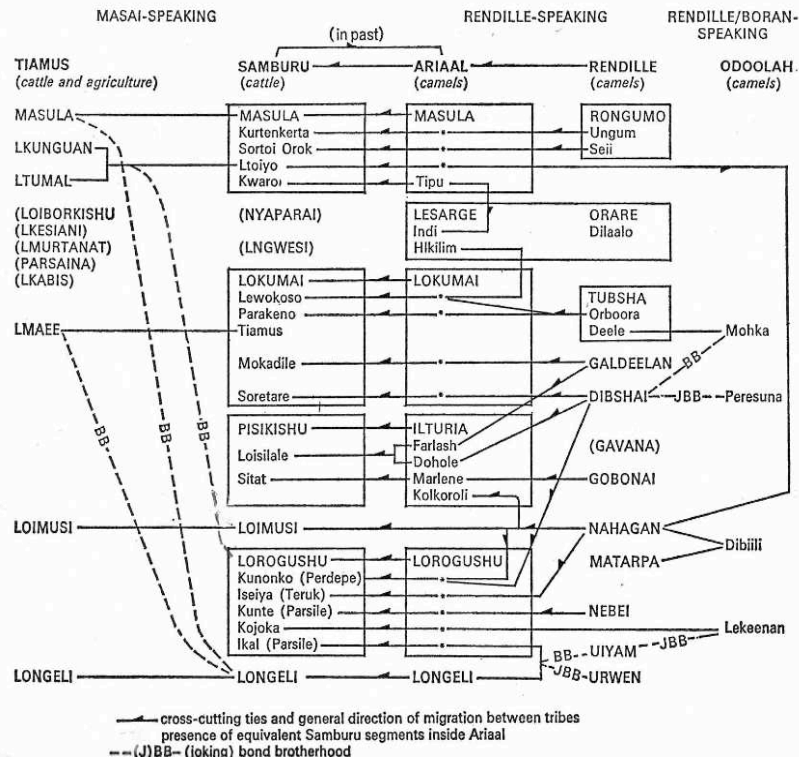 MASAI-SPEAKING RENDILLE-SPEAKING RENDILLE/BORAN-
SPEAKING
(in past)
TIAMUS SAMBURU ARIAAL RENDILLE ODOOLAH
(cattle and agriculture) (cattle) (camels) (camels) (camels)
MASULA MASULA MASULA RONGUMO
Kurtenkerta Ungum
LKUNGUAN Sortoi Orok Seii
Ltoiyo
LTUMAL Kwaro Tipu
(LOIBORKISHU (NYAPARAI) LESARGE ORARE
LKESIANI) Indi Dilaalo
(LMURTANAT) (LNGWESI) Hikilim
(PARSAINA)
(LKABIS) LOKUMAI LOKUMAI
Lewokoso TUBSHA
Parakeno Orboora
LMAEE Tiamus Deele Mohka
BB
Mokadile GALDEELAN
Soretare DIBSHAI JBB Peresuna
PISIKISHU ILTURIA
BB BB BB Farlash (GAVANA)
Loisilale Dohole
Sitat Marlene GOBONAI
Kolkoroli
LOIMUSI LOIMUSI NAHAGAN
LOROGUSHU LOROGUSHU Dibiili
Kunonko (Perdepe) MATARPA
Iseiya (Teruk)
Kunte (Parsile) NEBEI
Kojoka Lekeenan
Ikal (Parsile) BB UIYAM JBB
LONGELI LONGELI LONGELI JBB URWEN
cross-cutting ties and general direction of migration between tribes
presence of equivalent Samburu segments inside Ariaal
(J)BB (joking) bond brotherhood